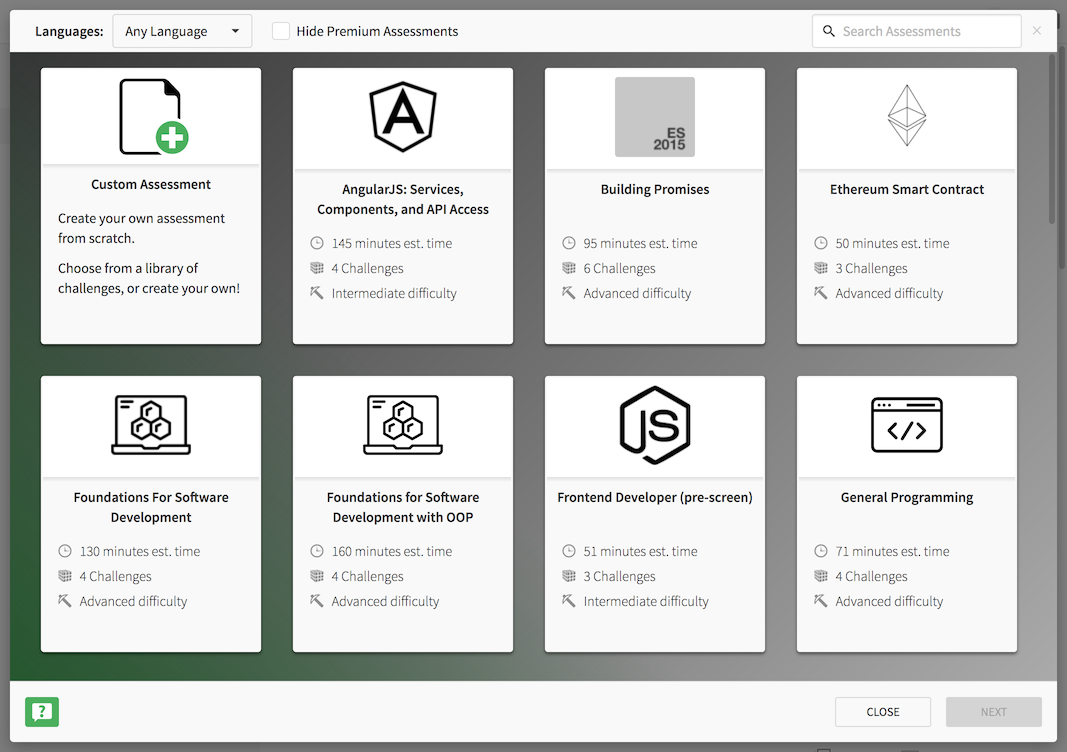 Languages:
Any Language
Hide Premium Assessments
Search Assessments
Custom Assessment
Create your own assessment
from scratch.
Choose from a library of
challenges, or create your own!
A
AngularJS: Services,
Components, and API Access
145 minutes est. time
4 Challenges
Intermediate difficulty
ES
2015
Building Promises
95 minutes est. time
6 Challenges
Advanced difficulty
Ethereum Smart Contract
50 minutes est. time
3 Challenges
Advanced difficulty
Foundations For Software
Development
130 minutes est. time
4 Challenges
Advanced difficulty
Foundations for Software
Development with OOP
160 minutes est. time
4 Challenges
Advanced difficulty
JS
Frontend Developer (pre-screen)
51 minutes est. time
3 Challenges
Intermediate difficulty
</>
General Programming
71 minutes est. time
4 Challenges
Advanced difficulty
?
CLOSE
NEXT